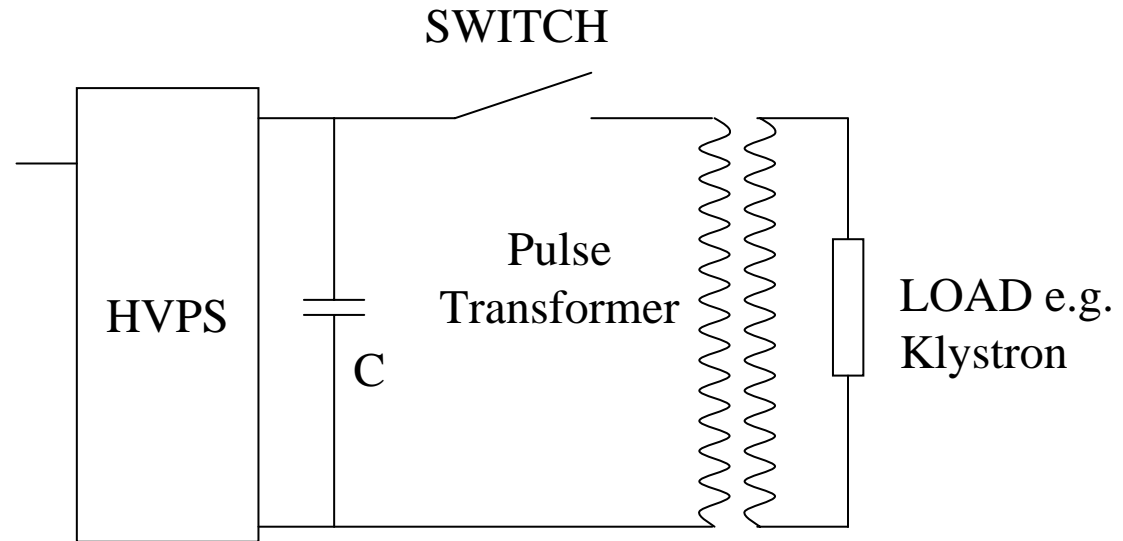 SWITCH
HVPS
C
Pulse
Transformer
LOAD e.g.
Klystron